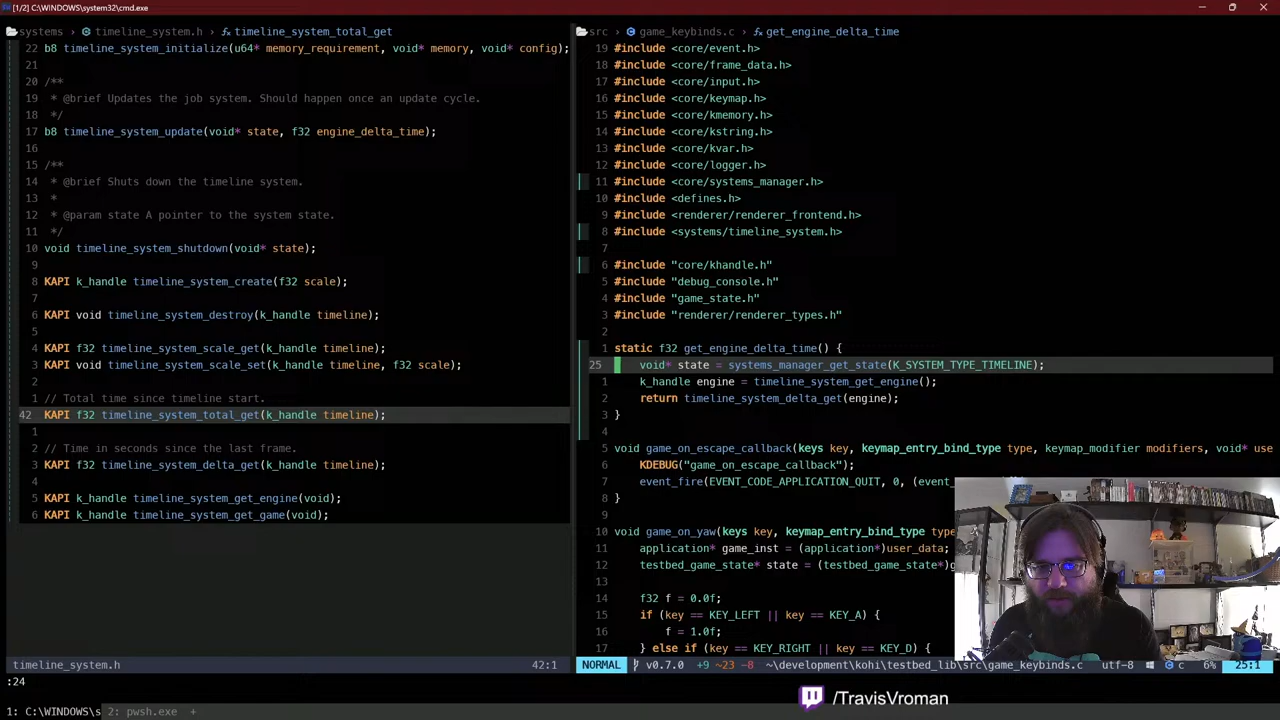 [1/2] C:\WINDOWS\system32\cmd.exe
systems > timeline_system.h > timeline_system_total_get
22 b8 timeline_system_initialize(u64* memory_requirement, void* memory, void* config);
21
20 /**
19 * @brief Updates the job system. Should happen once an update cycle.
18 */
17 b8 timeline_system_update(void* state, f32 engine_delta_time);
16
15 /**
14 * @brief Shuts down the timeline system.
13 *
12 * @param state A pointer to the system state.
11 */
10 void timeline_system_shutdown(void* state);
9
8 KAPI k_handle timeline_system_create(f32 scale);
7
6 KAPI void timeline_system_destroy(k_handle timeline);
5
4 KAPI f32 timeline_system_scale_get(k_handle timeline);
3 KAPI void timeline_system_scale_set(k_handle timeline, f32 scale);
2
1 // Total time since timeline start.
42 KAPI f32 timeline_system_total_get(k_handle timeline);
1
2 // Time in seconds since the last frame.
3 KAPI f32 timeline_system_delta_get(k_handle timeline);
4
5 KAPI k_handle timeline_system_get_engine(void);
6 KAPI k_handle timeline_system_get_game(void);
timeline_system.h 42:1
src > game_keybinds.c > get_engine_delta_time
19 #include <core/event.h>
18 #include <core/frame_data.h>
17 #include <core/input.h>
16 #include <core/keymap.h>
15 #include <core/kmemory.h>
14 #include <core/kstring.h>
13 #include <core/kvar.h>
12 #include <core/logger.h>
11 #include <core/systems_manager.h>
10 #include <defines.h>
9 #include <renderer/renderer_frontend.h>
8 #include <systems/timeline_system.h>
7
6 #include "core/khandle.h"
5 #include "debug_console.h"
4 #include "game_state.h"
3 #include "renderer/renderer_types.h"
2
1 static f32 get_engine_delta_time() {
25 void* state = systems_manager_get_state(K_SYSTEM_TYPE_TIMELINE);
1 k_handle engine = timeline_system_get_engine();
2 return timeline_system_delta_get(engine);
3 }
4
5 void game_on_escape_callback(keys key, keymap_entry_bind_type type, keymap_modifier modifiers, void* use
6 KDEBUG("game_on_escape_callback");
7 event_fire(EVENT_CODE_APPLICATION_QUIT, 0, (event_
8 }
9
10 void game_on_yaw(keys key, keymap_entry_bind_type type
11 application* game_inst = (application*)user_data;
12 testbed_game_state* state = (testbed_game_state*)g
13
14 f32 f = 0.0f;
15 if (key == KEY_LEFT || key == KEY_A) {
16 f = 1.0f;
17 } else if (key == KEY_RIGHT || key == KEY_D) {
NORMAL v0.7.0 +9 ~23 -8 ~\development\kohi\testbed_lib\src\game_keybinds.c utf-8 c 6% 25:1
:24
/TravisVroman
1: C:\WINDOWS\s 2: pwsh.exe +